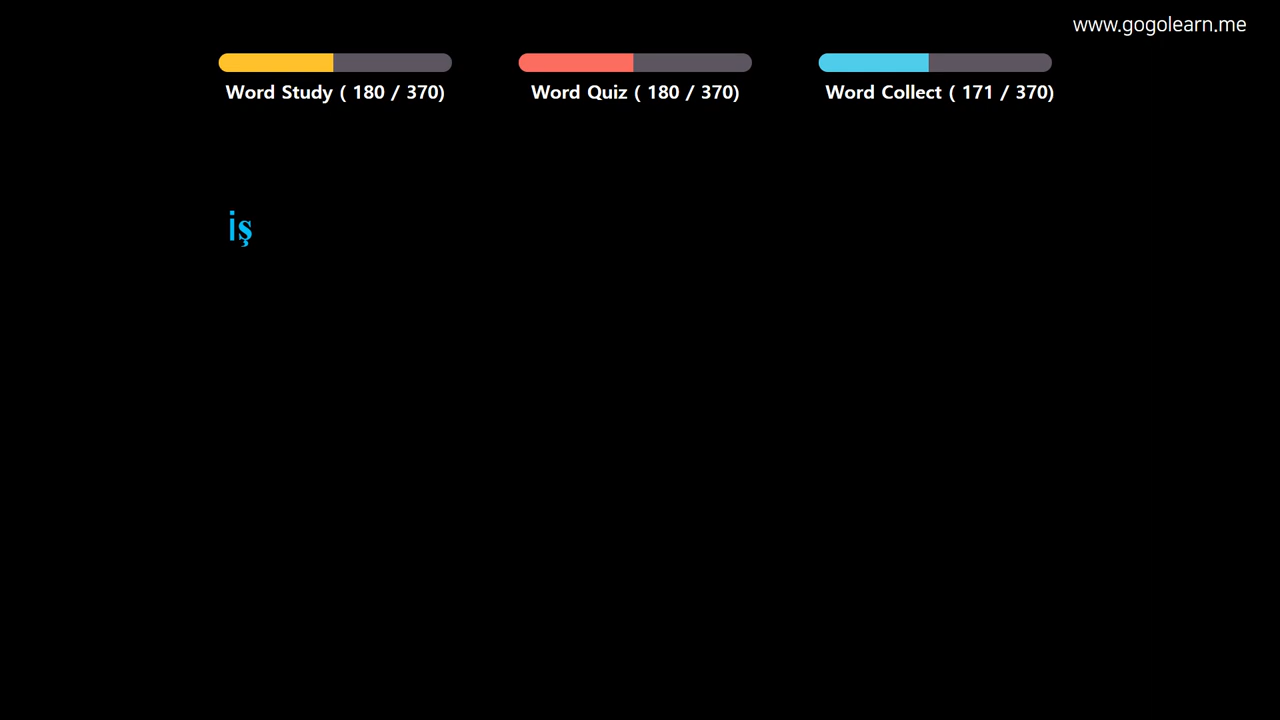 www.gogolearn.me
Word Study ( 180 / 370)
Word Quiz ( 180 / 370)
Word Collect ( 171 / 370)
iş